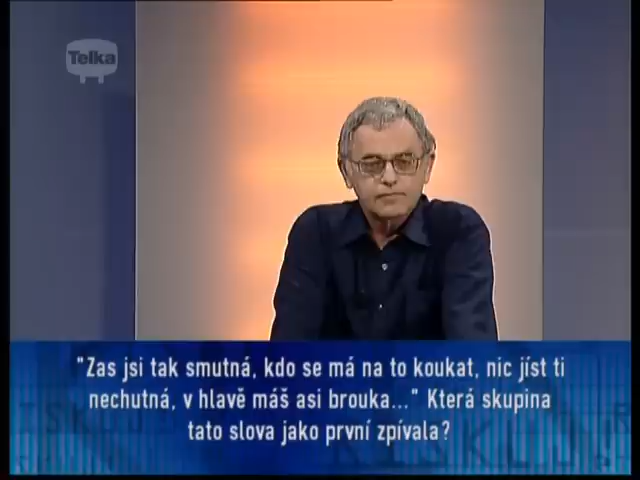 Telka
"Zas jsi tak smutná, kdo se má na to koukat, nic jíst ti
nechutná, v hlavě máš asi brouka..." Která skupina
tato slova jako první zpívala?